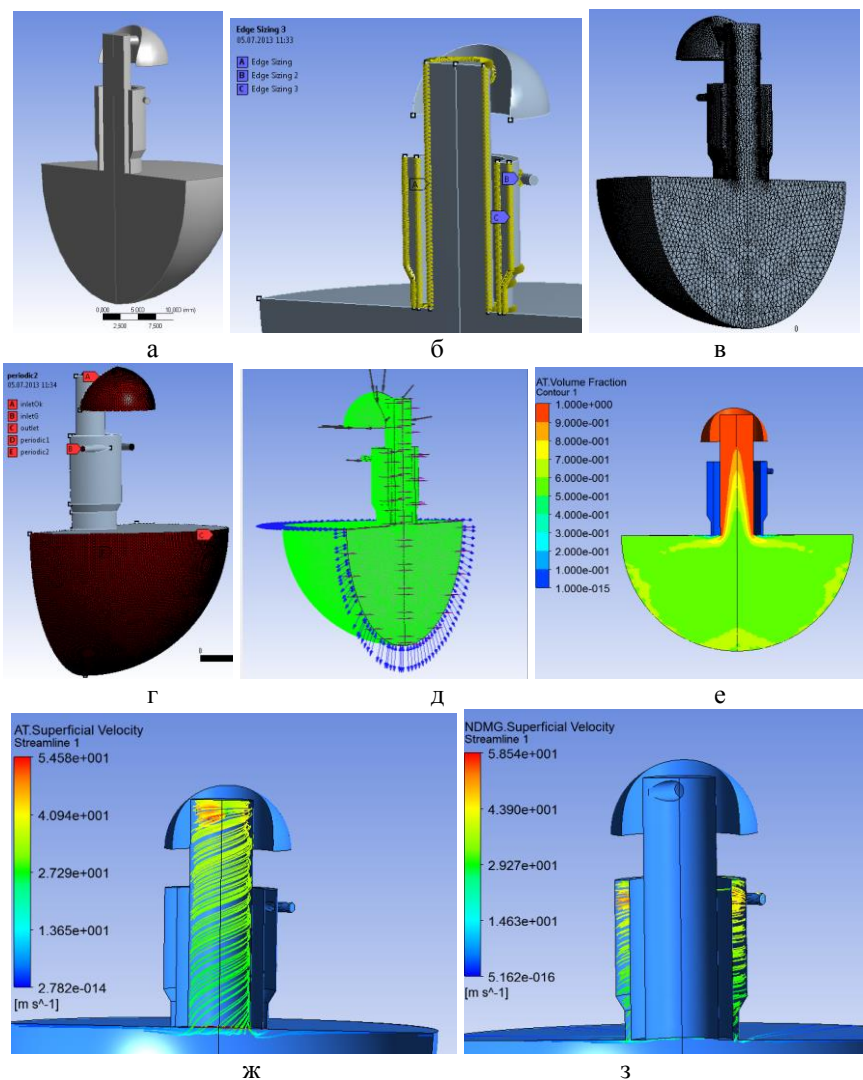 0,000
5,000
10,000 (mm)
2,500
7,500
а
Edge Sizing 3
05.07.2013 11:33
A Edge Sizing
B Edge Sizing 2
C Edge Sizing 3
A
B
C
б
0
в
periodic2
05.07.2013 11:34
A inletOk
B inletG
C outlet
D periodic1
E periodic2
A
B
C
0
г
д
AT.Volume Fraction
Contour 1
1.000e+000
9.000e-001
8.000e-001
7.000e-001
6.000e-001
5.000e-001
4.000e-001
3.000e-001
2.000e-001
1.000e-001
1.000e-015
е
AT.Superficial Velocity
Streamline 1
5.458e+001
4.094e+001
2.729e+001
1.365e+001
2.782e-014
[m s^-1]
ж
NDMG.Superficial Velocity
Streamline 1
5.854e+001
4.390e+001
2.927e+001
1.463e+001
5.162e-016
[m s^-1]
з